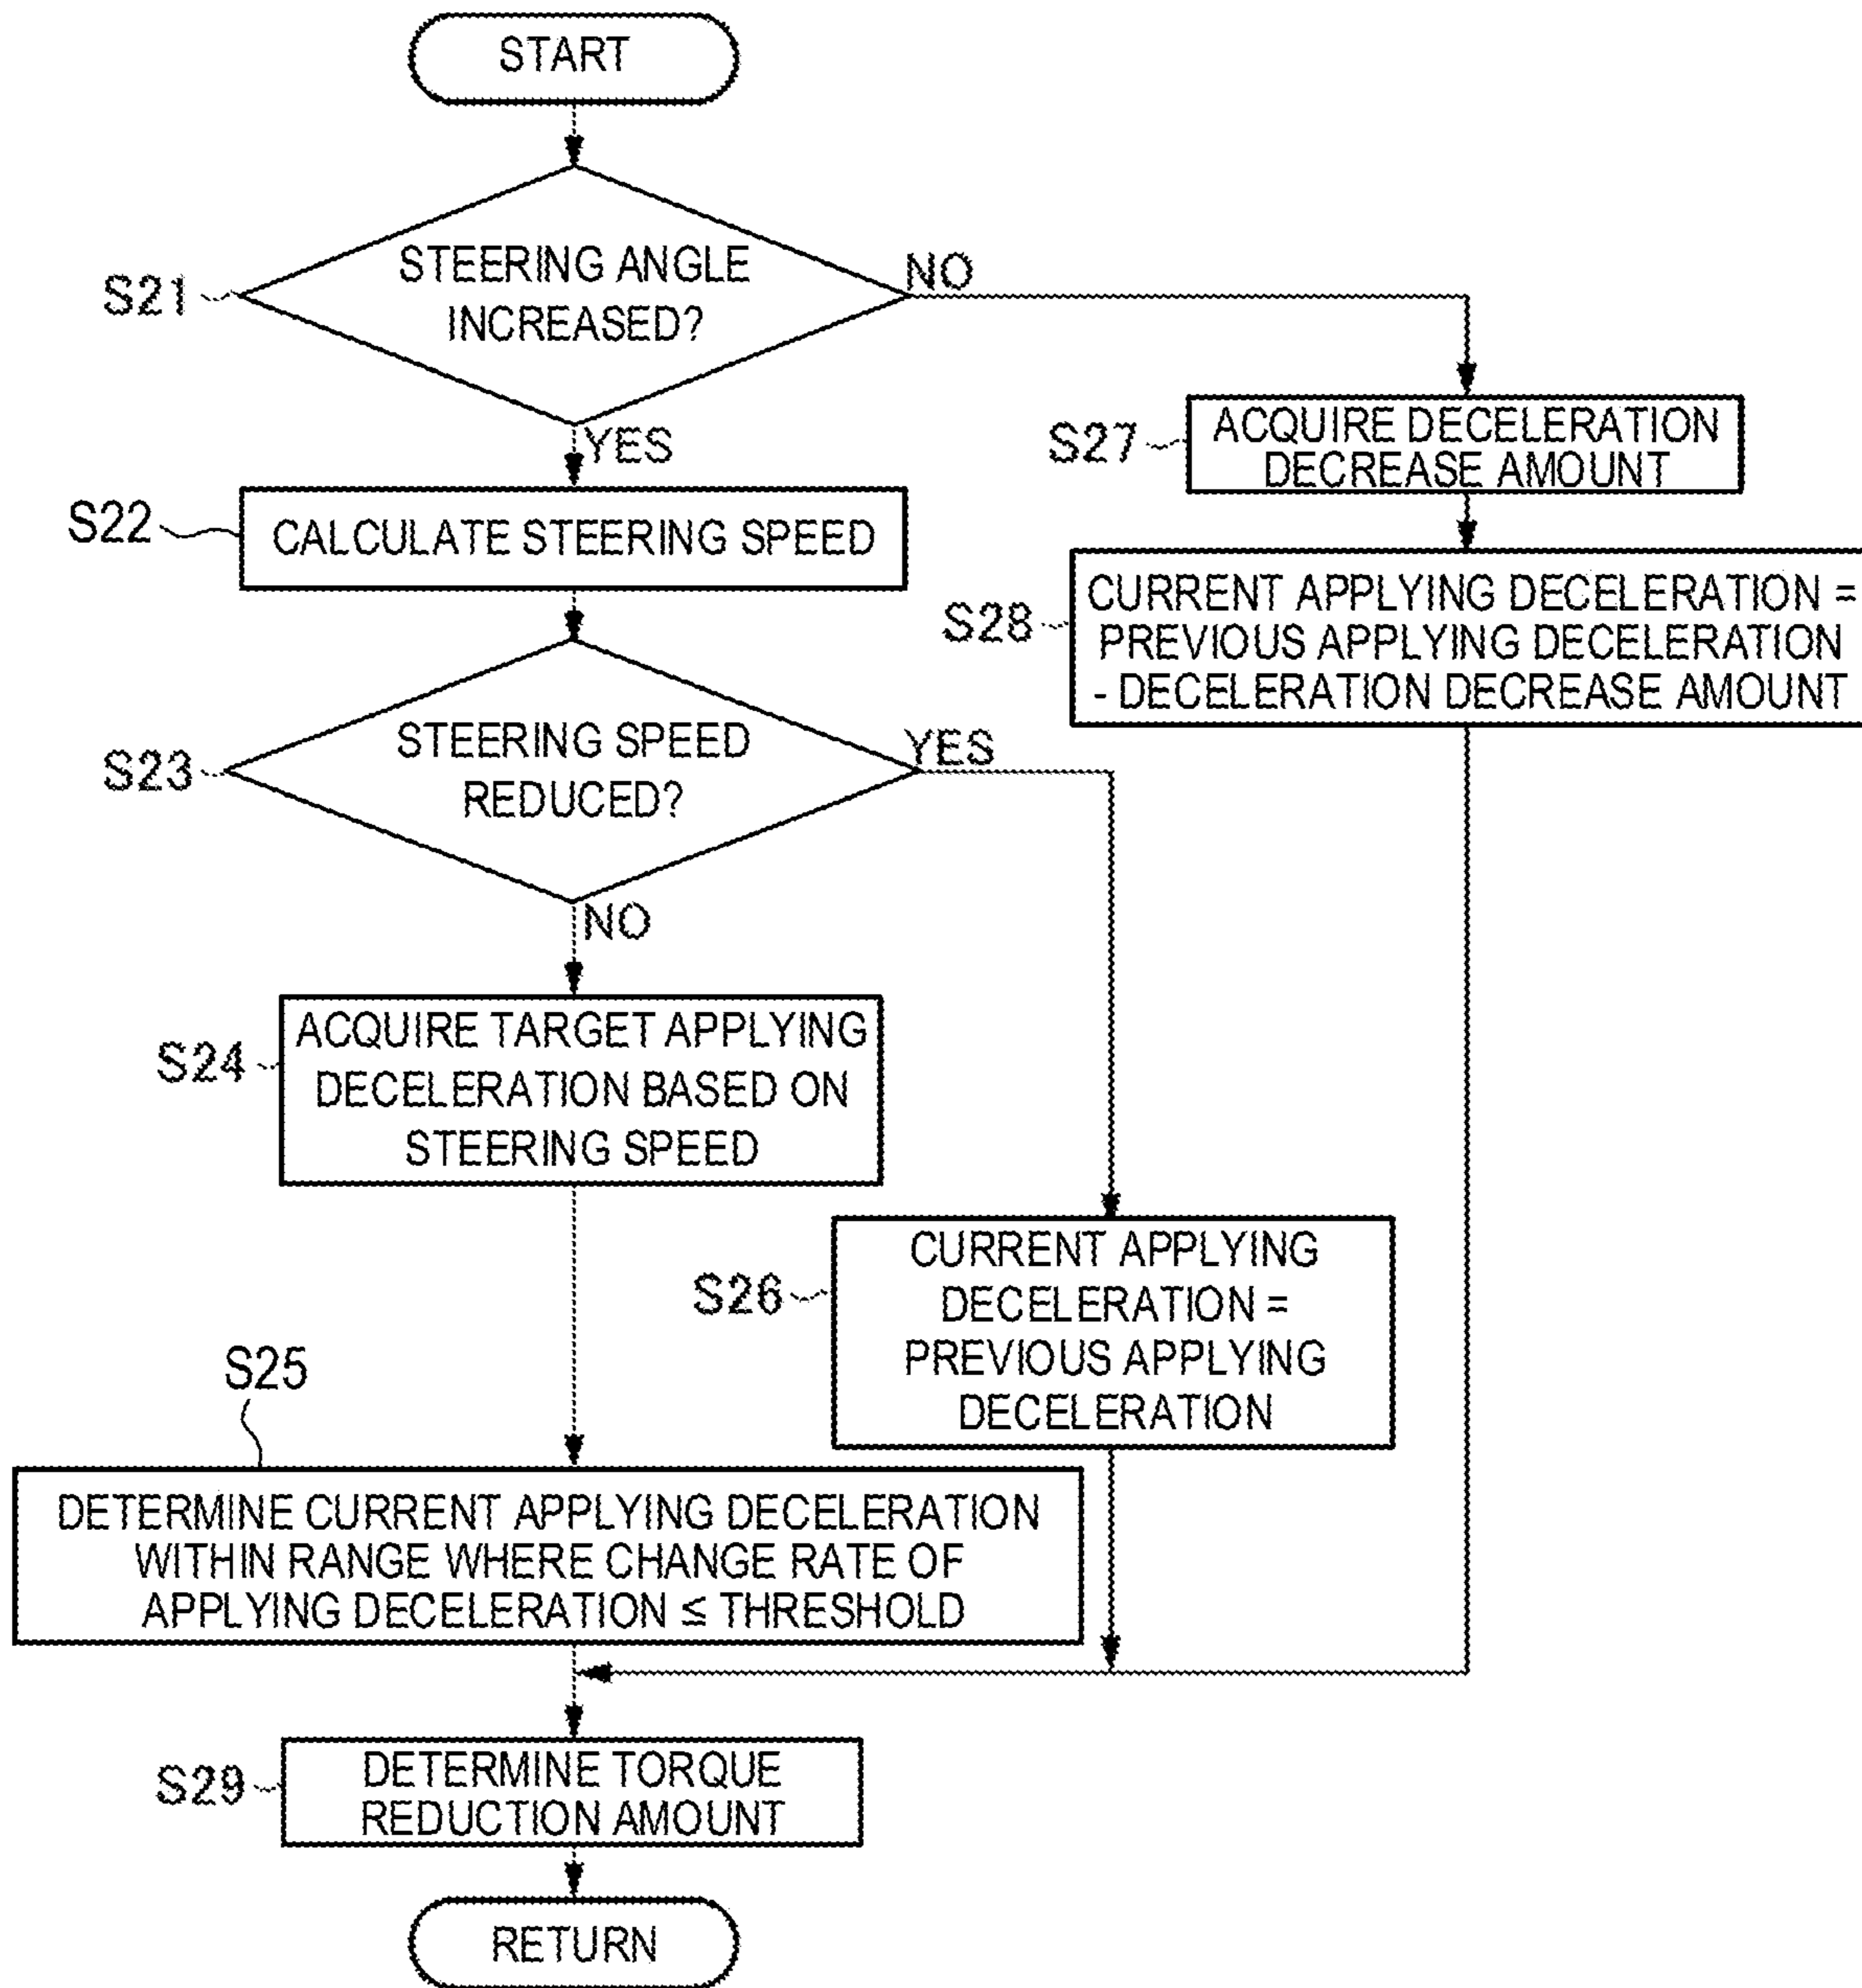 START
S21
STEERING ANGLE
INCREASED?
NO
YES
S22
CALCULATE STEERING SPEED
S27
ACQUIRE DECELERATION
DECREASE AMOUNT
S28
CURRENT APPLYING DECELERATION =
PREVIOUS APPLYING DECELERATION
- DECELERATION DECREASE AMOUNT
S23
STEERING SPEED
REDUCED?
YES
NO
S24
ACQUIRE TARGET APPLYING
DECELERATION BASED ON
STEERING SPEED
S26
CURRENT APPLYING
DECELERATION =
PREVIOUS APPLYING
DECELERATION
S25
DETERMINE CURRENT APPLYING DECELERATION
WITHIN RANGE WHERE CHANGE RATE OF
APPLYING DECELERATION ≦ THRESHOLD
S29
DETERMINE TORQUE
REDUCTION AMOUNT
RETURN